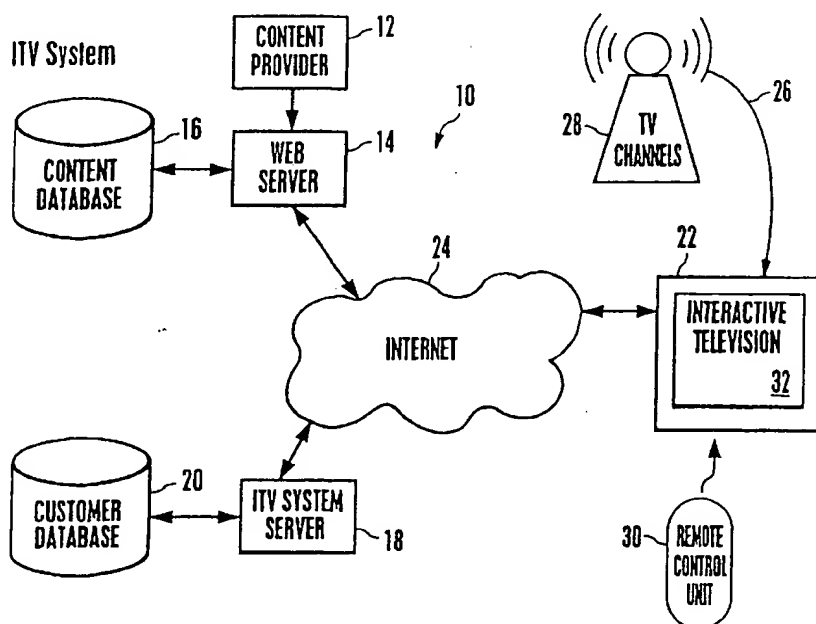 ITV System
CONTENT
PROVIDER
12
10
28
TV
CHANNELS
26
16
CONTENT
DATABASE
WEB
SERVER
14
24
INTERNET
22
INTERACTIVE
TELEVISION
32
20
CUSTOMER
DATABASE
ITV SYSTEM
SERVER
18
30
REMOTE
CONTROL
UNIT